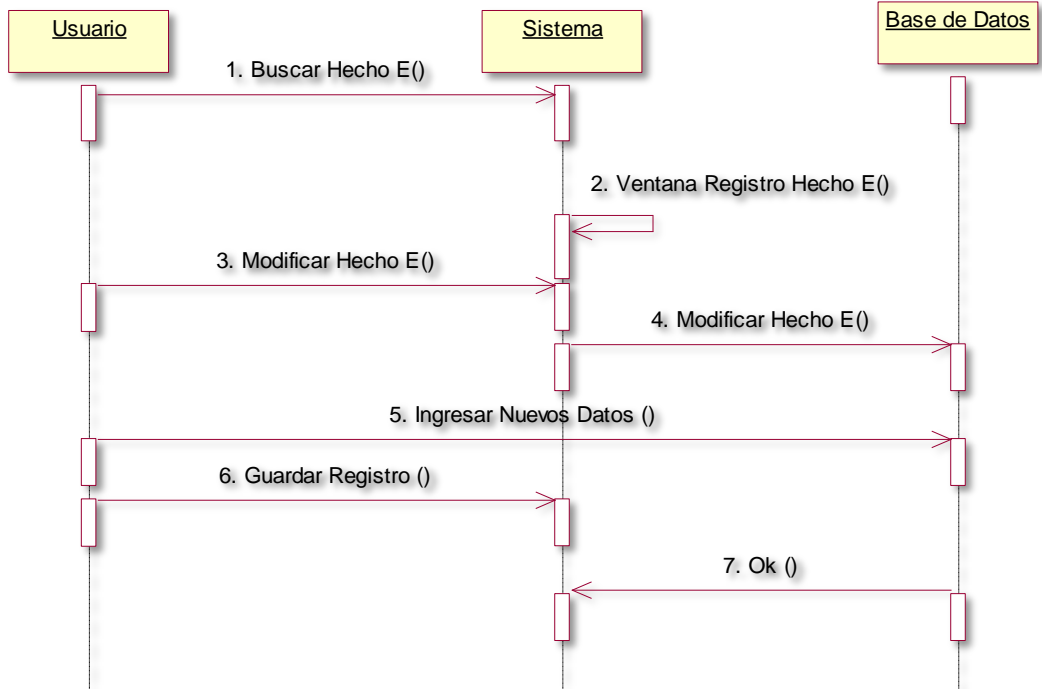 Usuario
Sistema
Base de Datos
1. Buscar Hecho E()
2. Ventana Registro Hecho E()
3. Modificar Hecho E()
4. Modificar Hecho E()
5. Ingresar Nuevos Datos ()
6. Guardar Registro ()
7. Ok ()